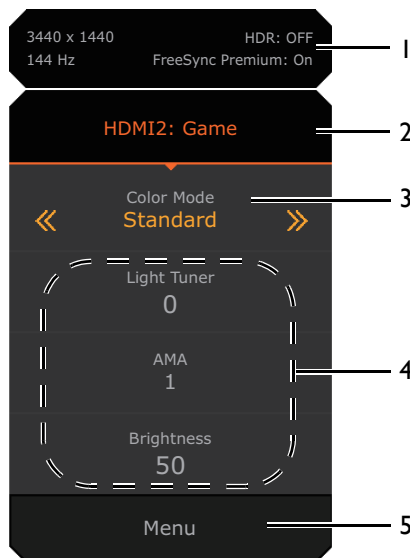 3440 x 1440 HDR: OFF
144 Hz FreeSync Premium: On
1
HDMI2: Game
2
Color Mode
3
Standard
Light Tuner
0
AMA
1
4
Brightness
50
Menu
5